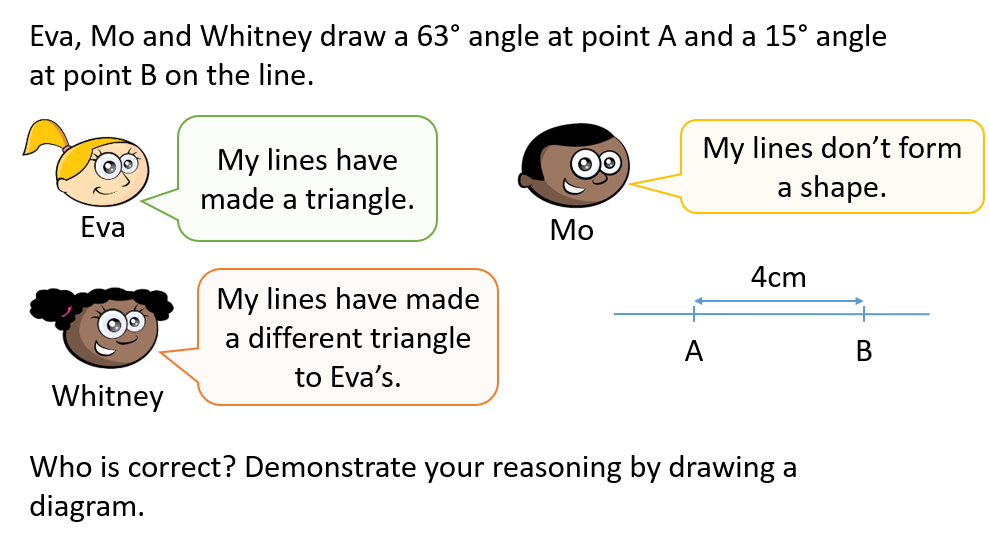 Eva, Mo and Whitney draw a 63° angle at point A and a 15° angle
at point B on the line.
My lines have
made a triangle.
Eva
My lines don’t form
a shape.
Mo
My lines have made
a different triangle
to Eva’s.
Whitney
4cm
A
B
Who is correct? Demonstrate your reasoning by drawing a
diagram.